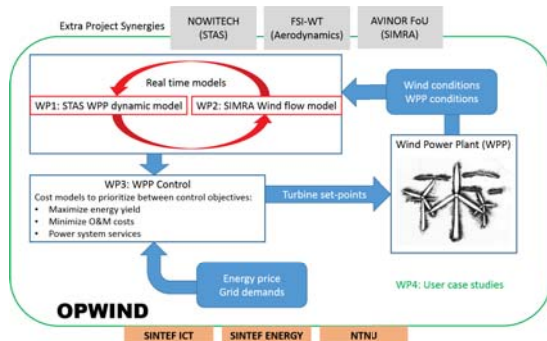 Extra Project Synergies
NOWITECH
(STAS)
FSI-WT
(Aerodynamics)
AVINOR FoU
(SIMRA)
Real time models
WP1: STAS WPP dynamic model
WP2: SIMRA Wind flow model
Wind conditions
WPP conditions
Wind Power Plant (WPP)
WP3: WPP Control
Cost models to prioritize between control objectives:
• Maximize energy yield
• Minimize O&M costs
• Power system services
Turbine set-points
Energy price
Grid demands
WP4: User case studies
OPWIND
SINTEF ICT
SINTEF ENERGY
NTNU